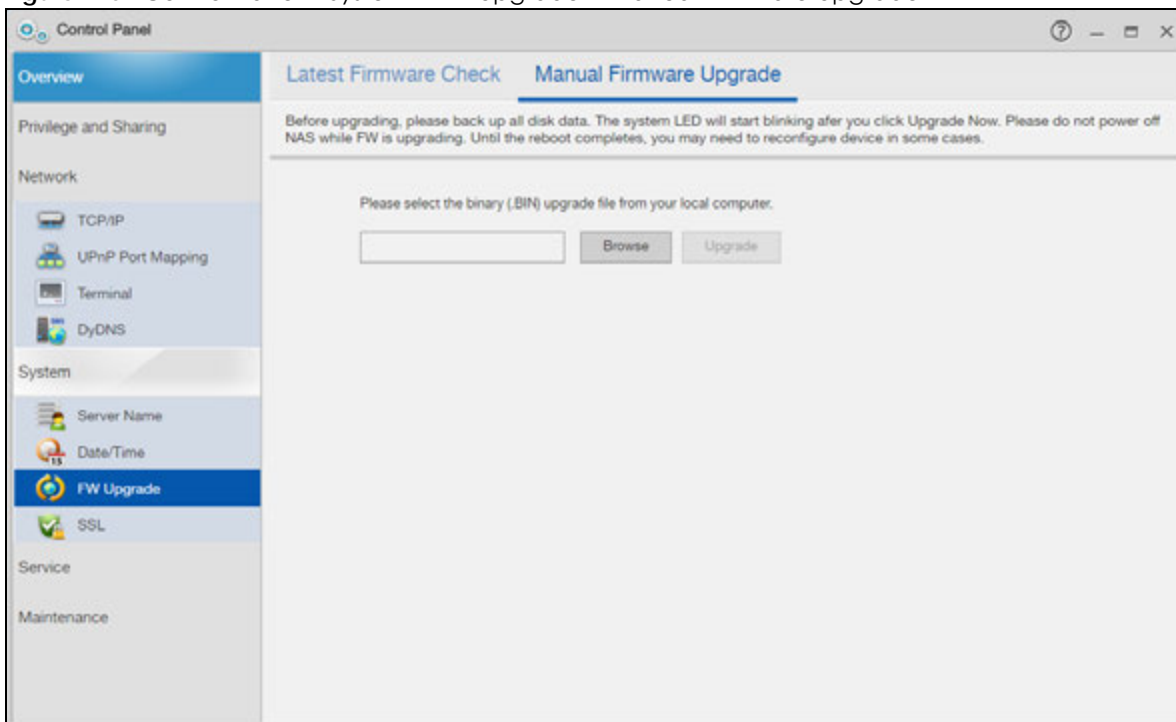 Control Panel
Overview
Privilege and Sharing
Network
TCP/IP
UPnP Port Mapping
Terminal
DyDNS
System
Server Name
Date/Time
FW Upgrade
SSL
Service
Maintenance
Latest Firmware Check Manual Firmware Upgrade
Before upgrading, please back up all disk data. The system LED will start blinking afer you click Upgrade Now. Please do not power off
NAS while FW is upgrading. Until the reboot completes, you may need to reconfigure device in some cases.
Please select the binary (.BIN) upgrade file from your local computer.
Browse Upgrade